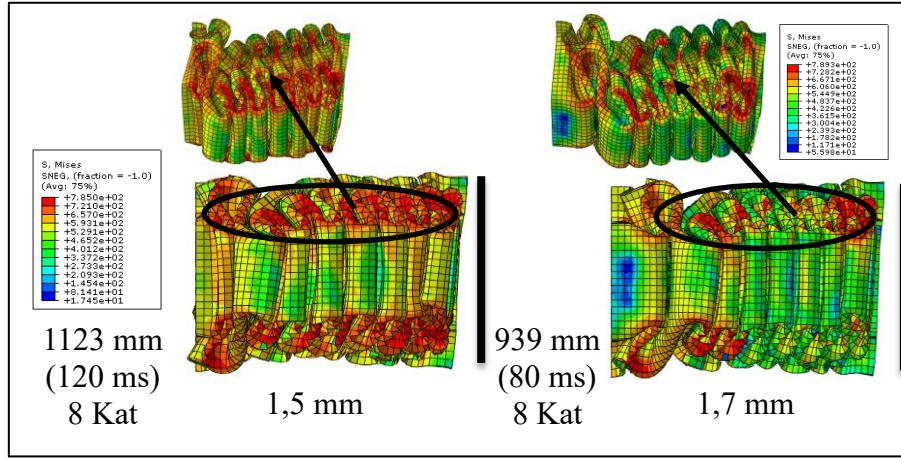 S, Mises
SNEG, (fraction = -1.0)
(Avg: 75%)
+7.850e+02
+7.210e+02
+6.570e+02
+5.931e+02
+5.291e+02
+4.652e+02
+4.012e+02
+3.372e+02
+2.733e+02
+2.093e+02
+1.454e+02
+8.141e+01
+1.745e+01
1123 mm
(120 ms)
8 Kat
1,5 mm
S, Mises
SNEG, (fraction = -1.0)
(Avg: 75%)
+7.893e+02
+7.282e+02
+6.671e+02
+6.060e+02
+5.449e+02
+4.837e+02
+4.226e+02
+3.615e+02
+3.004e+02
+2.393e+02
+1.782e+02
+1.171e+02
+5.598e+01
939 mm
(80 ms)
8 Kat
1,7 mm